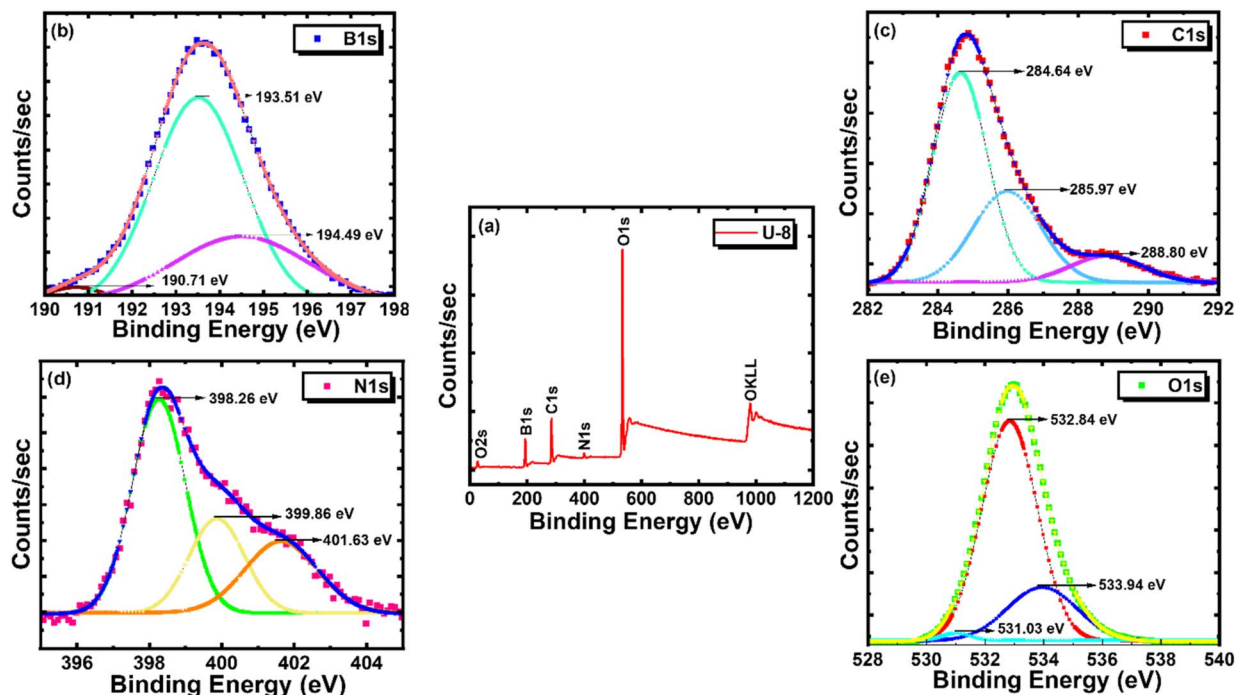 (b)
B1s
193.51 eV
194.49 eV
190.71 eV
190 191 192 193 194 195 196 197 198
Binding Energy (eV)
Counts/sec
(c)
C1s
284.64 eV
285.97 eV
288.80 eV
282 284 286 288 290 292
Binding Energy (eV)
Counts/sec
(a)
U-8
O2s
B1s
C1s
N1s
O1s
OKLL
0 200 400 600 800 1000 1200
Binding Energy (eV)
Counts/sec
(d)
N1s
398.26 eV
399.86 eV
401.63 eV
396 398 400 402 404
Binding Energy (eV)
Counts/sec
(e)
O1s
532.84 eV
533.94 eV
531.03 eV
528 530 532 534 536 538 540
Binding Energy (eV)
Counts/sec